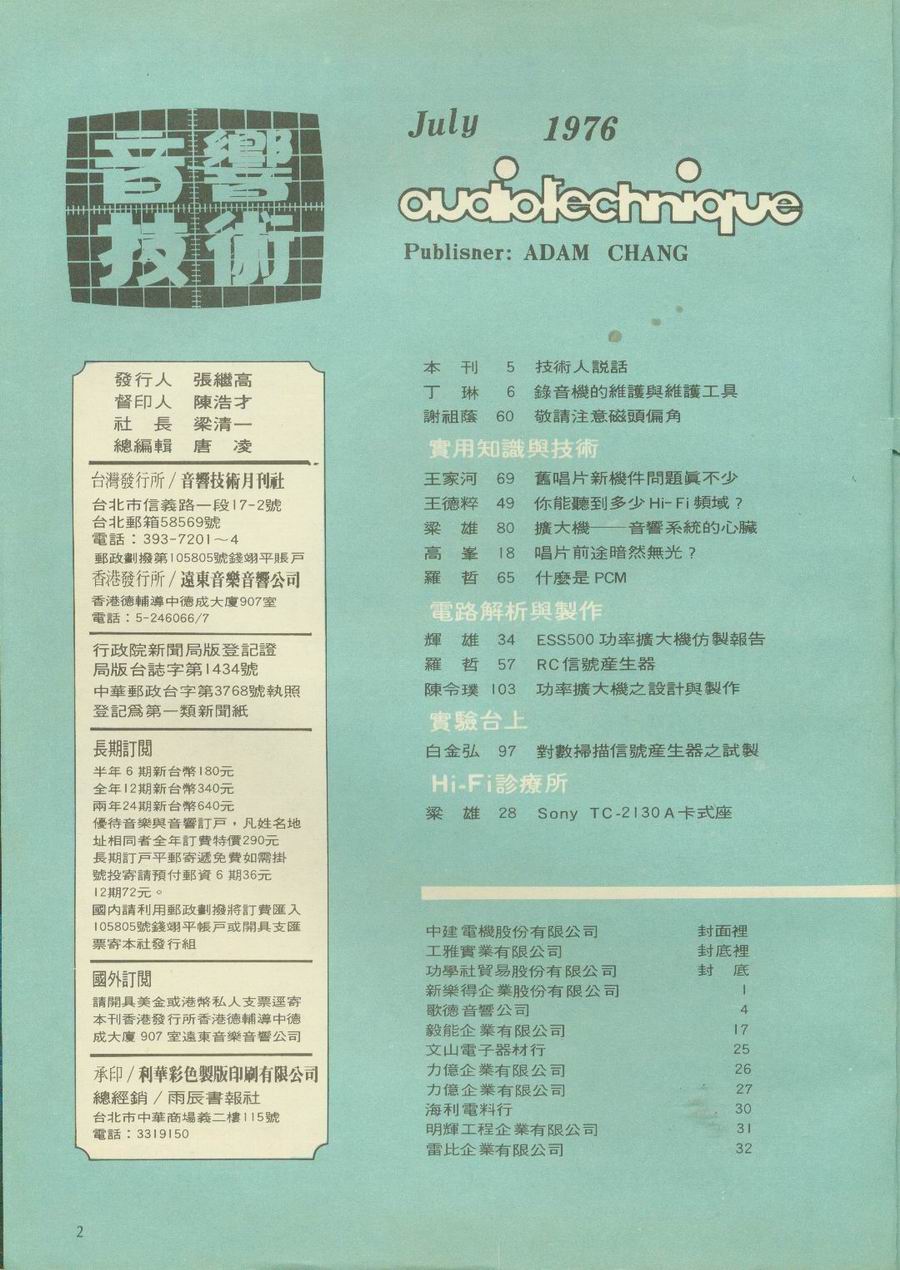 音響
技術
July 1976
audiotechnique
Publisner: ADAM CHANG
發行人 張繼高
督印人 陳浩才
社 長 梁清一
總編輯 唐 凌
台灣發行所/音響技術月刊社
台北市信義路一段17-2號
台北郵箱58569號
電話：393-7201～4
郵政劃撥第105805號錢翊平賬戶
香港發行所/遠東音樂音響公司
香港德輔導中德成大廈907室
電話：5-246066/7
行政院新聞局版登記證
局版台誌字第1434號
中華郵政台字第3768號執照
登記爲第一類新聞紙
長期訂閱
半年6期新台幣180元
全年12期新台幣340元
兩年24期新台幣640元
優待音樂與音響訂戶，凡姓名地
址相同者全年訂費特價290元
長期訂戶平郵寄遞免費如需掛
號投寄請預付郵資6期36元
12期72元。
國內請利用郵政劃撥將訂費匯入
105805號錢翊平帳戶或開具支匯
票寄本社發行組
國外訂閱
請開具美金或港幣私人支票逕寄
本刊香港發行所香港德輔導中德
成大廈907室遠東音樂音響公司
承印/利華彩色製版印刷有限公司
總經銷/雨辰書報社
台北市中華商場義二樓115號
電話：3319150
本 刊 5 技術人説話
丁 琳 6 錄音機的維護與維護工具
謝祖蔭 60 敬請注意磁頭偏角
實用知識與技術
王家河 69 舊唱片新機件問題眞不少
王德粹 49 你能聽到多少Hi-Fi頻域？
梁 雄 80 擴大機——音響系統的心臟
高 峯 18 唱片前途暗然無光？
羅 哲 65 什麼是PCM
電路解析與製作
輝 雄 34 ESS500功率擴大機仿製報告
羅 哲 57 RC信號産生器
陳令璞 103 功率擴大機之設計與製作
實驗台上
白金弘 97 對數掃描信號産生器之試製
Hi-Fi診療所
梁 雄 28 Sony TC-2130A卡式座
中建電機股份有限公司 封面裡
工雅實業有限公司 封底裡
功學社貿易股份有限公司 封 底
新樂得企業股份有限公司 1
歌德音響公司 4
毅能企業有限公司 17
文山電子器材行 25
力億企業有限公司 26
力億企業有限公司 27
海利電料行 30
明輝工程企業有限公司 31
雷比企業有限公司 32
2